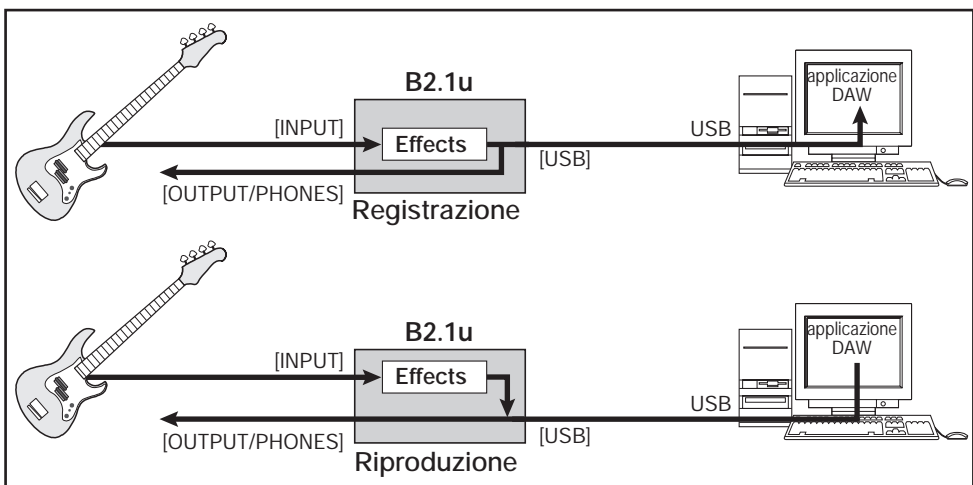 B2.1u
[INPUT]
Effects
[OUTPUT/PHONES]
[USB]
USB
applicazione
DAW
Registrazione
B2.1u
[INPUT]
Effects
[OUTPUT/PHONES]
[USB]
USB
applicazione
DAW
Riproduzione